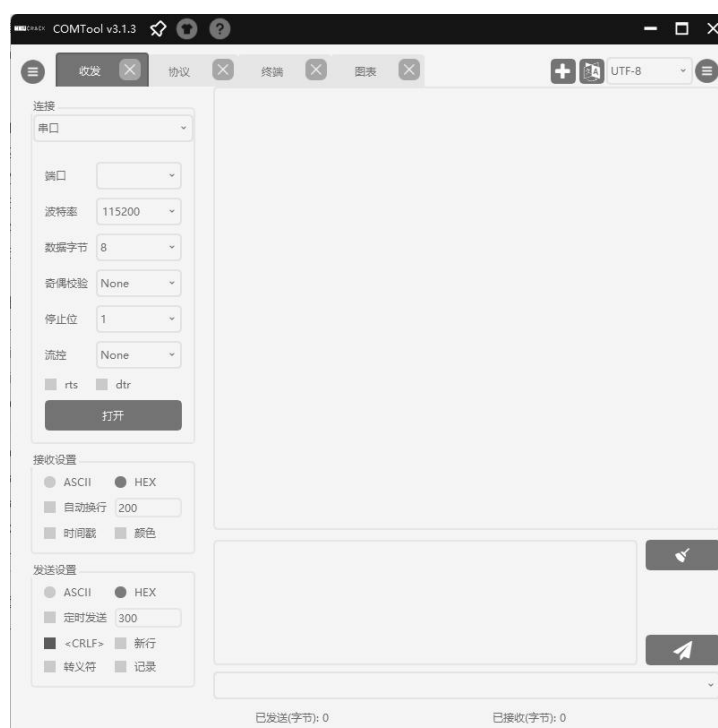 COMTool v3.1.3
收发 协议 终端 图表 UTF-8
连接
串口
端口
波特率 115200
数据字节 8
奇偶校验 None
停止位 1
流控 None
rts dtr
打开
接收设置
ASCII HEX
自动换行 200
时间戳 颜色
发送设置
ASCII HEX
定时发送 300
<CRLF> 新行
转义符 记录
已发送(字节): 0 已接收(字节): 0